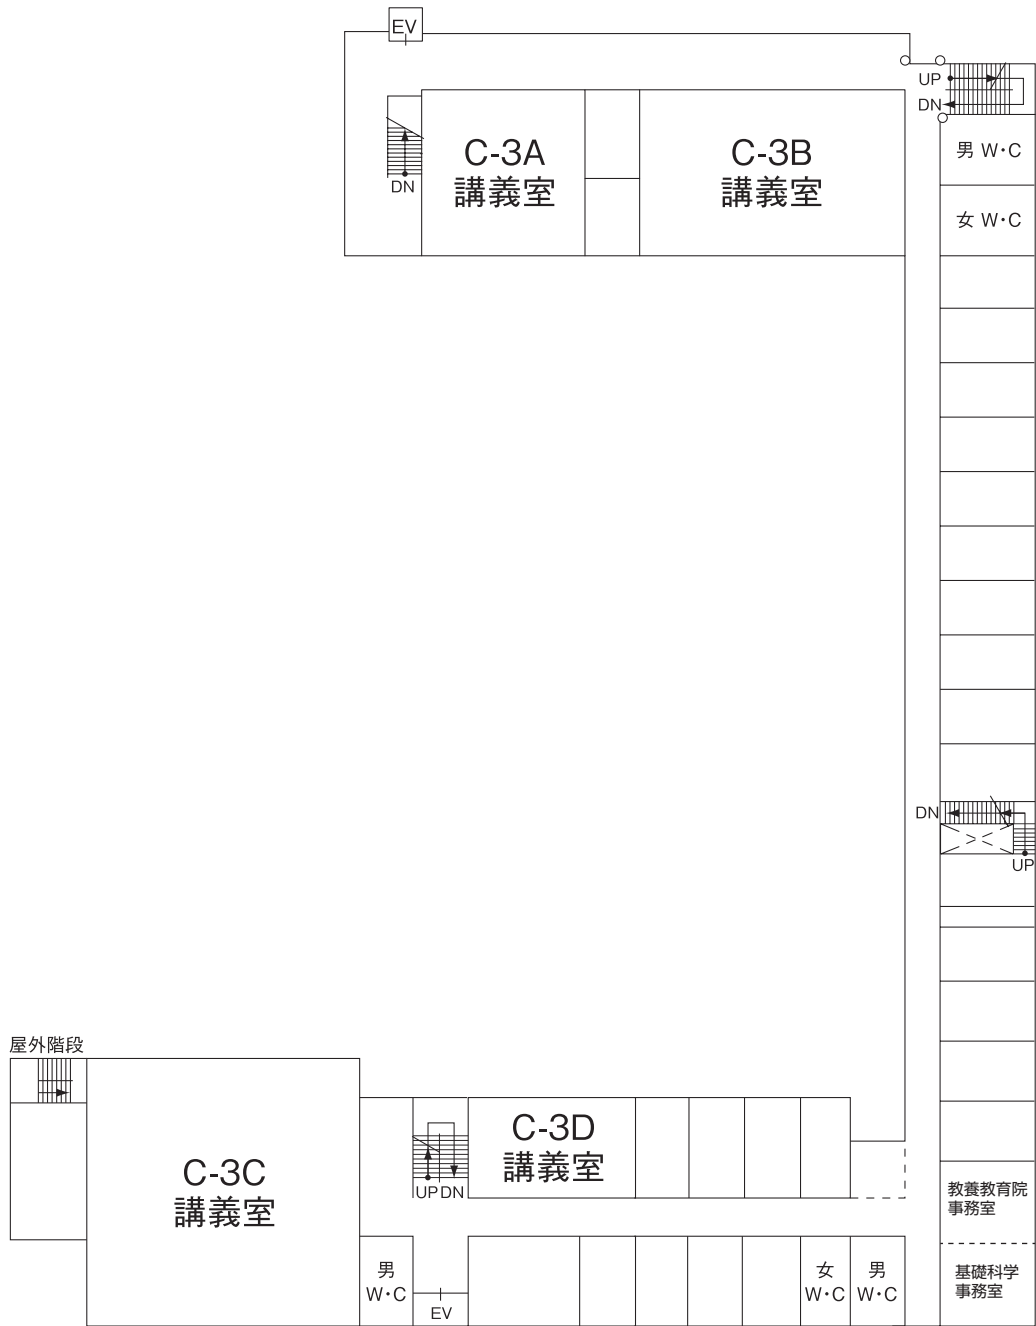 EV
UP
DN
C-3A
講義室
C-3B
講義室
男 W・C
DN
女 W・C
DN
UP
屋外階段
C-3C
講義室
C-3D
講義室
UP DN
教養教育院
事務室
男
W・C
EV
女
W・C
男
W・C
基礎科学
事務室